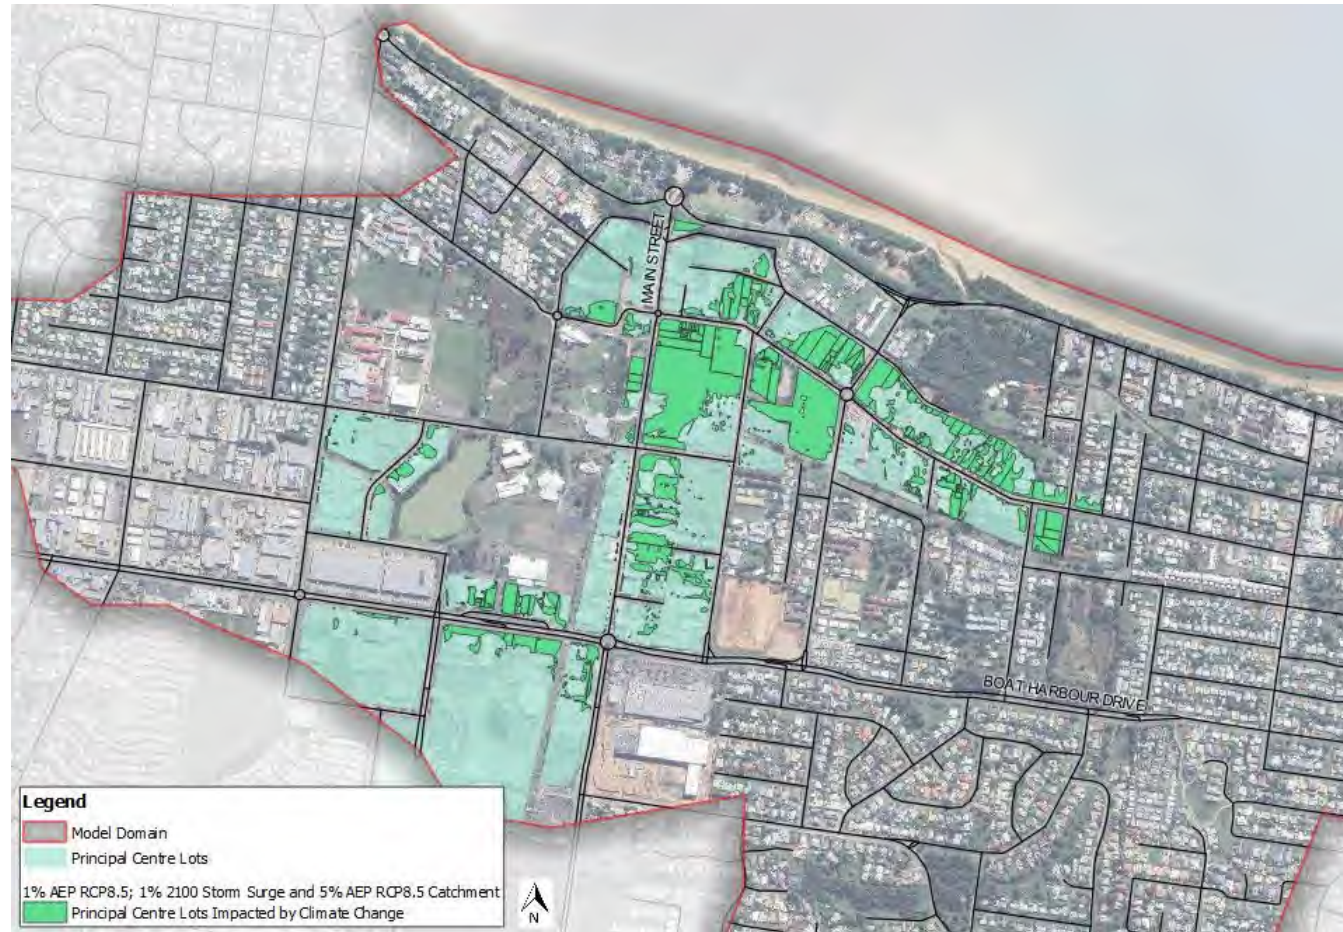 MAIN STREET
BOAT HARBOUR DRIVE
Legend
Model Domain
Principal Centre Lots
1% AEP RCP8.5; 1% 2100 Storm Surge and 5% AEP RCP8.5 Catchment
Principal Centre Lots Impacted by Climate Change
N